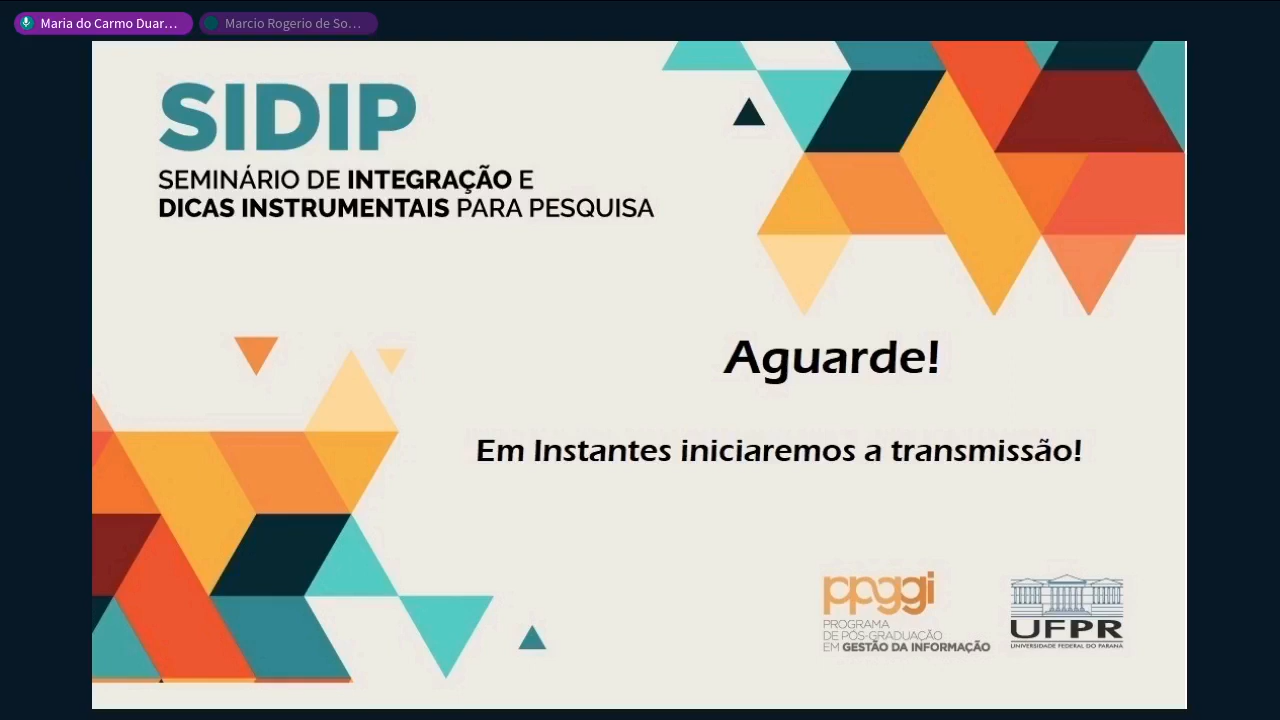 Maria do Carmo Duar...
Marcio Rogerio de So...
SIDIP
SEMINÁRIO DE INTEGRAÇÃO E
DICAS INSTRUMENTAIS PARA PESQUISA
Aguarde!
Em Instantes iniciaremos a transmissão!
ppggi
PROGRAMA
DE PÓS-GRADUAÇÃO
EM GESTÃO DA INFORMAÇÃO
UFPR
UNIVERSIDADE FEDERAL DO PARANÁ